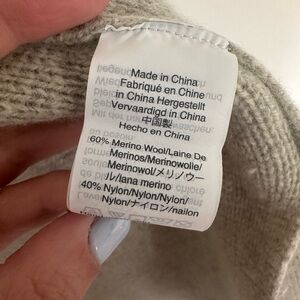 Made in China
Fabriqué en Chine
in China Hergestellt
Vervaardigd in China
中国製
Hecho en China
60% Merino Wool/Laine De
Merinos/Merinowolle/
Merinowol/メリノウー
ル/lana merino
40% Nylon/Nylon/Nylon/
Nylon/ナイロン/nailon